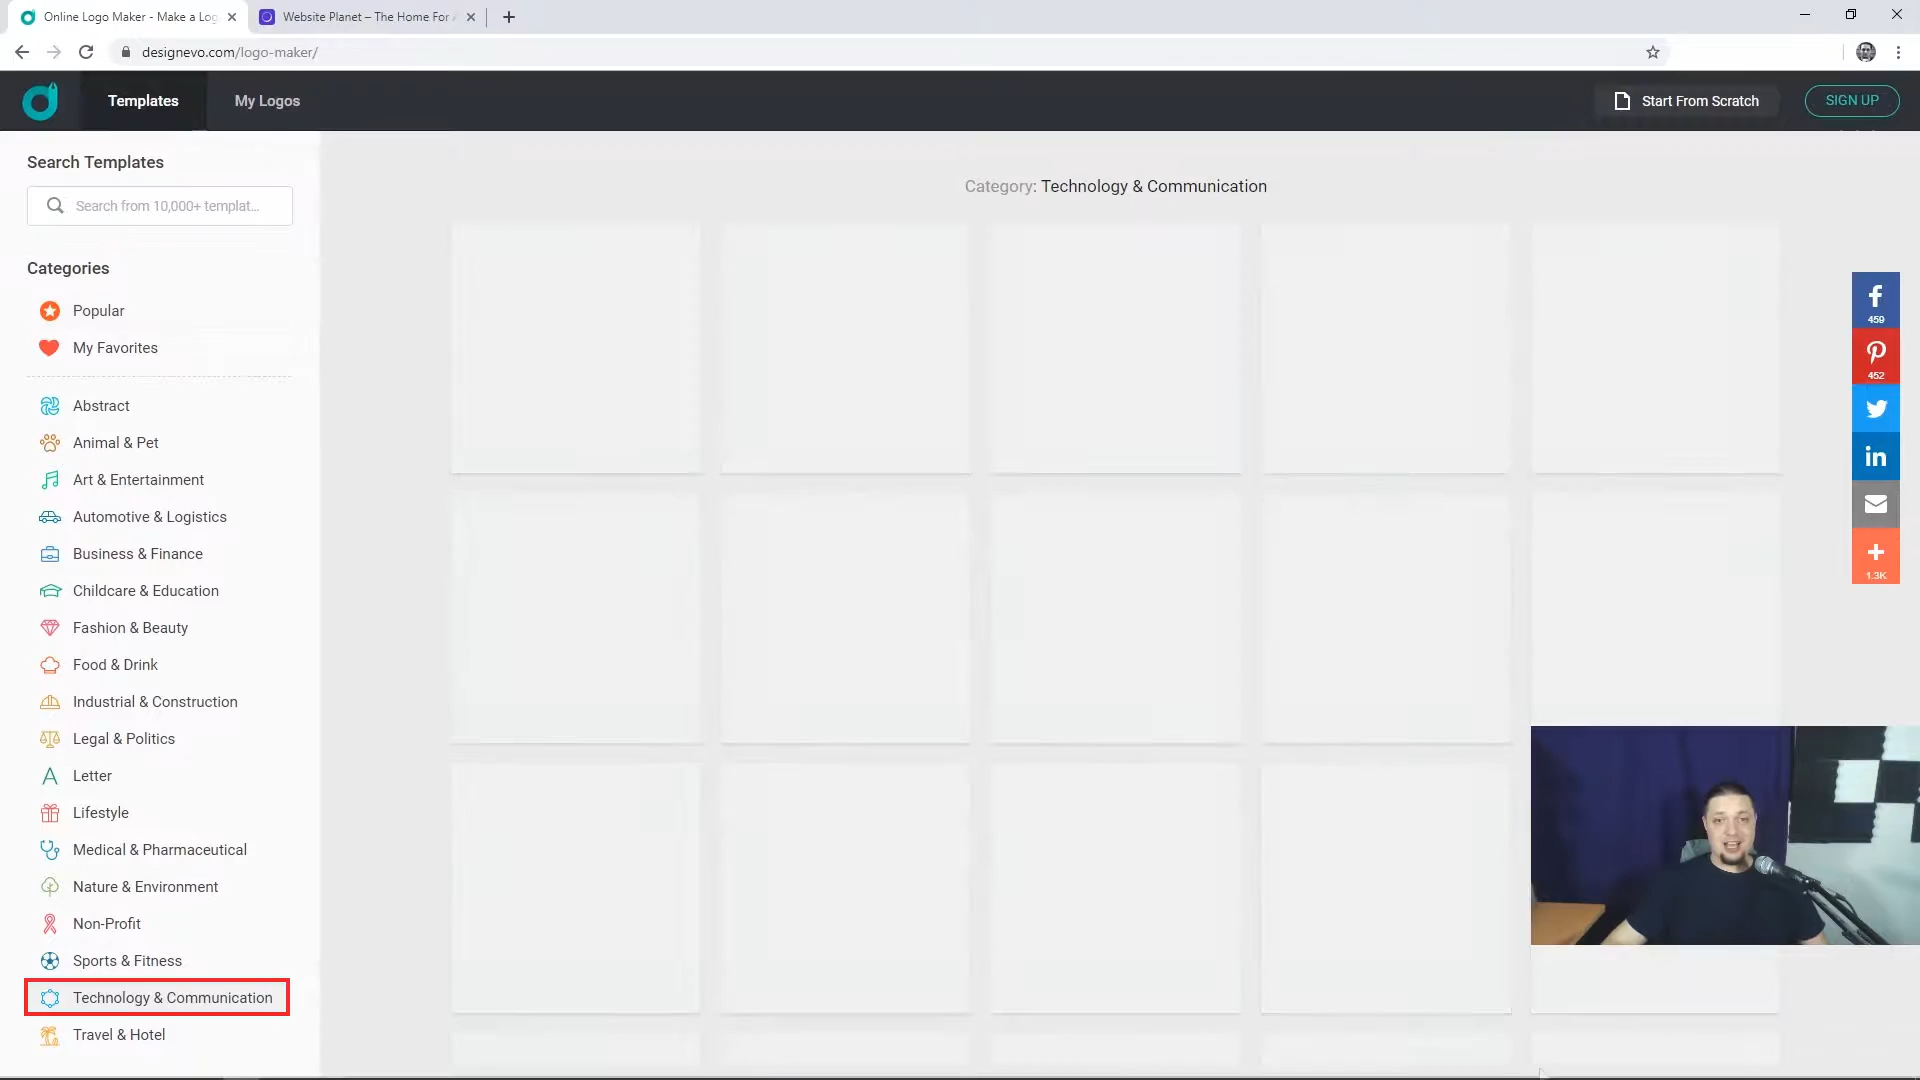 Online Logo Maker - Make a Log
Website Planet – The Home For A
designevo.com/logo-maker/
Templates
My Logos
Start From Scratch
SIGN UP
Search Templates
Search from 10,000+ templat...
Categories
Popular
My Favorites
Abstract
Animal & Pet
Art & Entertainment
Automotive & Logistics
Business & Finance
Childcare & Education
Fashion & Beauty
Food & Drink
Industrial & Construction
Legal & Politics
Letter
Lifestyle
Medical & Pharmaceutical
Nature & Environment
Non-Profit
Sports & Fitness
Technology & Communication
Travel & Hotel
Category: Technology & Communication
459
452
in
1.3K